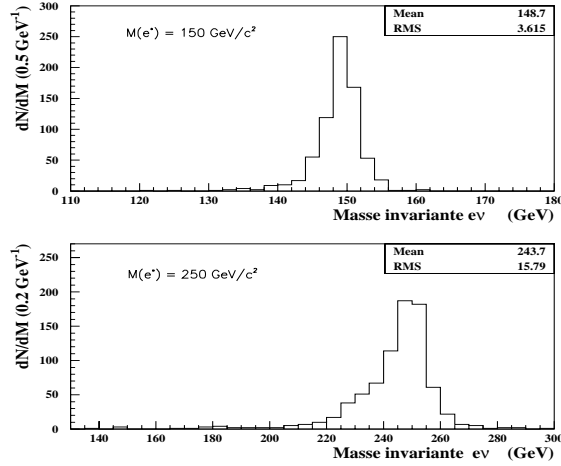 dN/dM (0.5 GeV⁻¹)
300
250
200
150
100
50
0
M(e*) = 150 GeV/c²
Mean 148.7
RMS 3.615
110 120 130 140 150 160 170 180
Masse invariante eν (GeV)
dN/dM (0.2 GeV⁻¹)
250
200
150
100
50
0
M(e*) = 250 GeV/c²
Mean 243.7
RMS 15.79
140 160 180 200 220 240 260 280 300
Masse invariante eν (GeV)